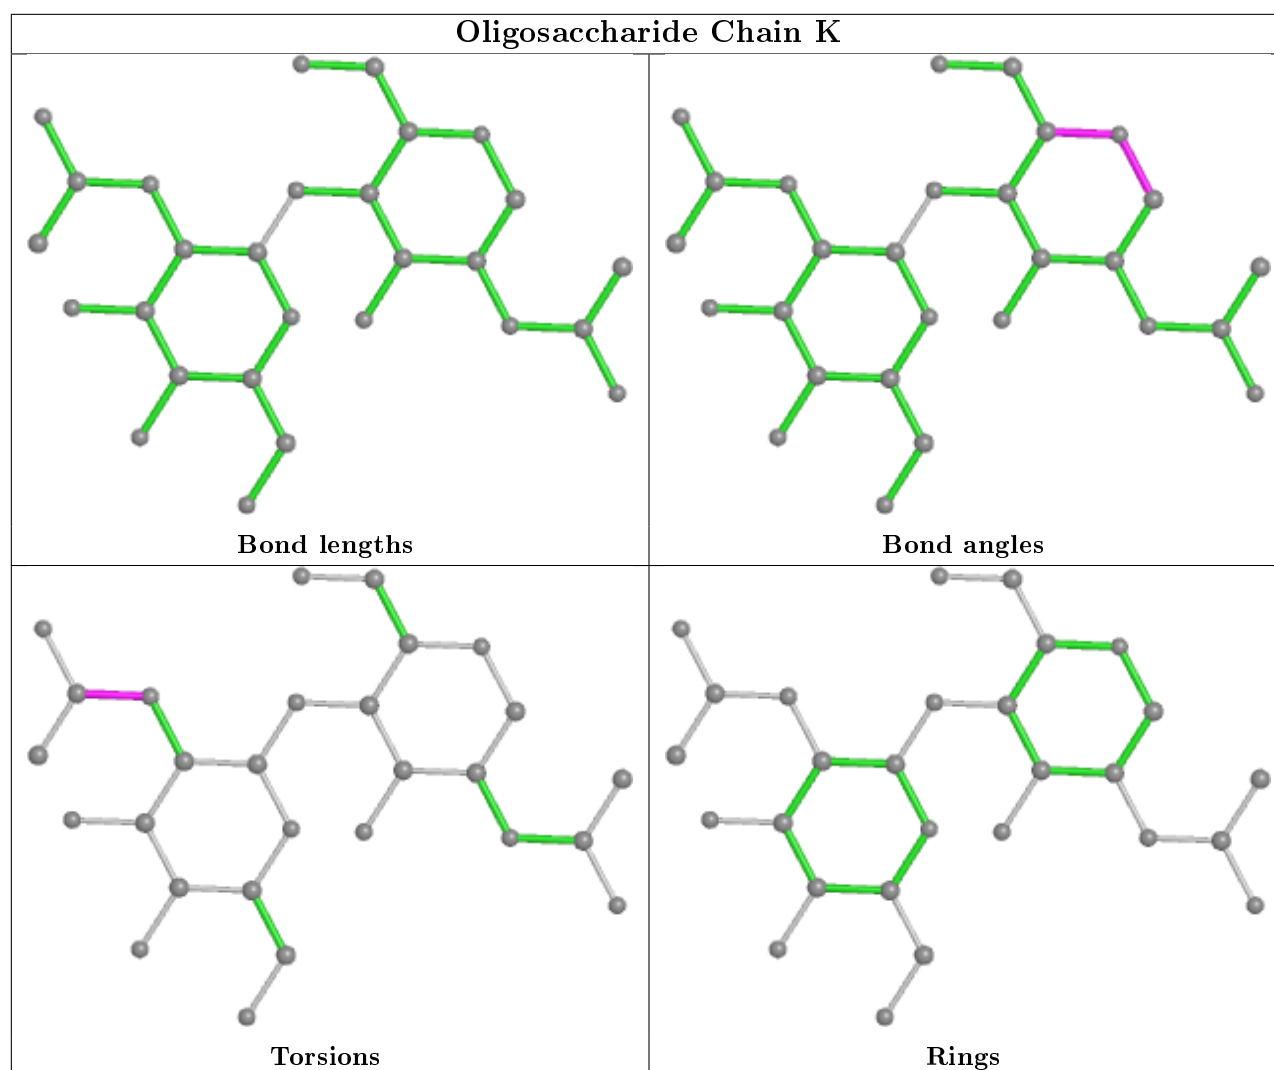 Oligosaccharide Chain K
Bond lengths
Bond angles
Torsions
Rings